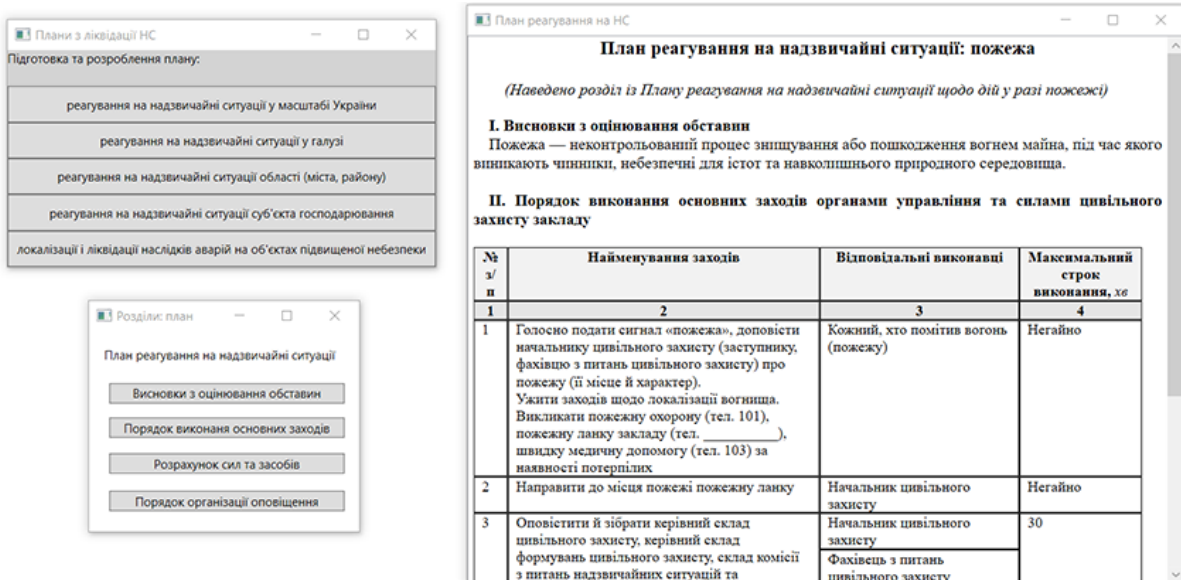 Плани з ліквідації НС
Підготовка та розроблення плану:
реагування на надзвичайні ситуації у масштабі України
реагування на надзвичайні ситуації у галузі
реагування на надзвичайні ситуації області (міста, району)
реагування на надзвичайні ситуації суб'єкта господарювання
локалізації і ліквідації наслідків аварій на об'єктах підвищеної небезпеки
Розділи: план
План реагування на надзвичайні ситуації
Висновки з оцінювання обставин
Порядок виконаня основних заходів
Розрахунок сил та засобів
Порядок організації оповіщення
План реагування на НС
План реагування на надзвичайні ситуації: пожежа
(Наведено розділ із Плану реагування на надзвичайні ситуації щодо дій у разі пожежі)
I. Висновки з оцінювання обставин
Пожежа — неконтрольований процес знищування або пошкодження вогнем майна, під час якого
виникають чинники, небезпечні для істот та навколишнього природного середовища.
II. Порядок виконання основних заходів органами управління та силами цивільного
захисту закладу
№
з/
п
Найменування заходів
Відповідальні виконавці
Максимальний
строк
виконання, хв
1 2 3 4
1
Голосно подати сигнал «пожежа», доповісти
начальнику цивільного захисту (заступнику,
фахівцю з питань цивільного захисту) про
пожежу (її місце й характер).
Ужити заходів щодо локалізації вогнища.
Викликати пожежну охорону (тел. 101),
пожежну ланку закладу (тел. __________),
швидку медичну допомогу (тел. 103) за
наявності потерпілих
Кожний, хто помітив вогонь
(пожежу)
Негайно
2
Направити до місця пожежі пожежну ланку
Начальник цивільного
захисту
Негайно
3
Оповістити й зібрати керівний склад
цивільного захисту, керівний склад
формувань цивільного захисту, склад комісії
з питань надзвичайних ситуацій та
Начальник цивільного
захисту
Фахівець з питань
цивільного захисту
30